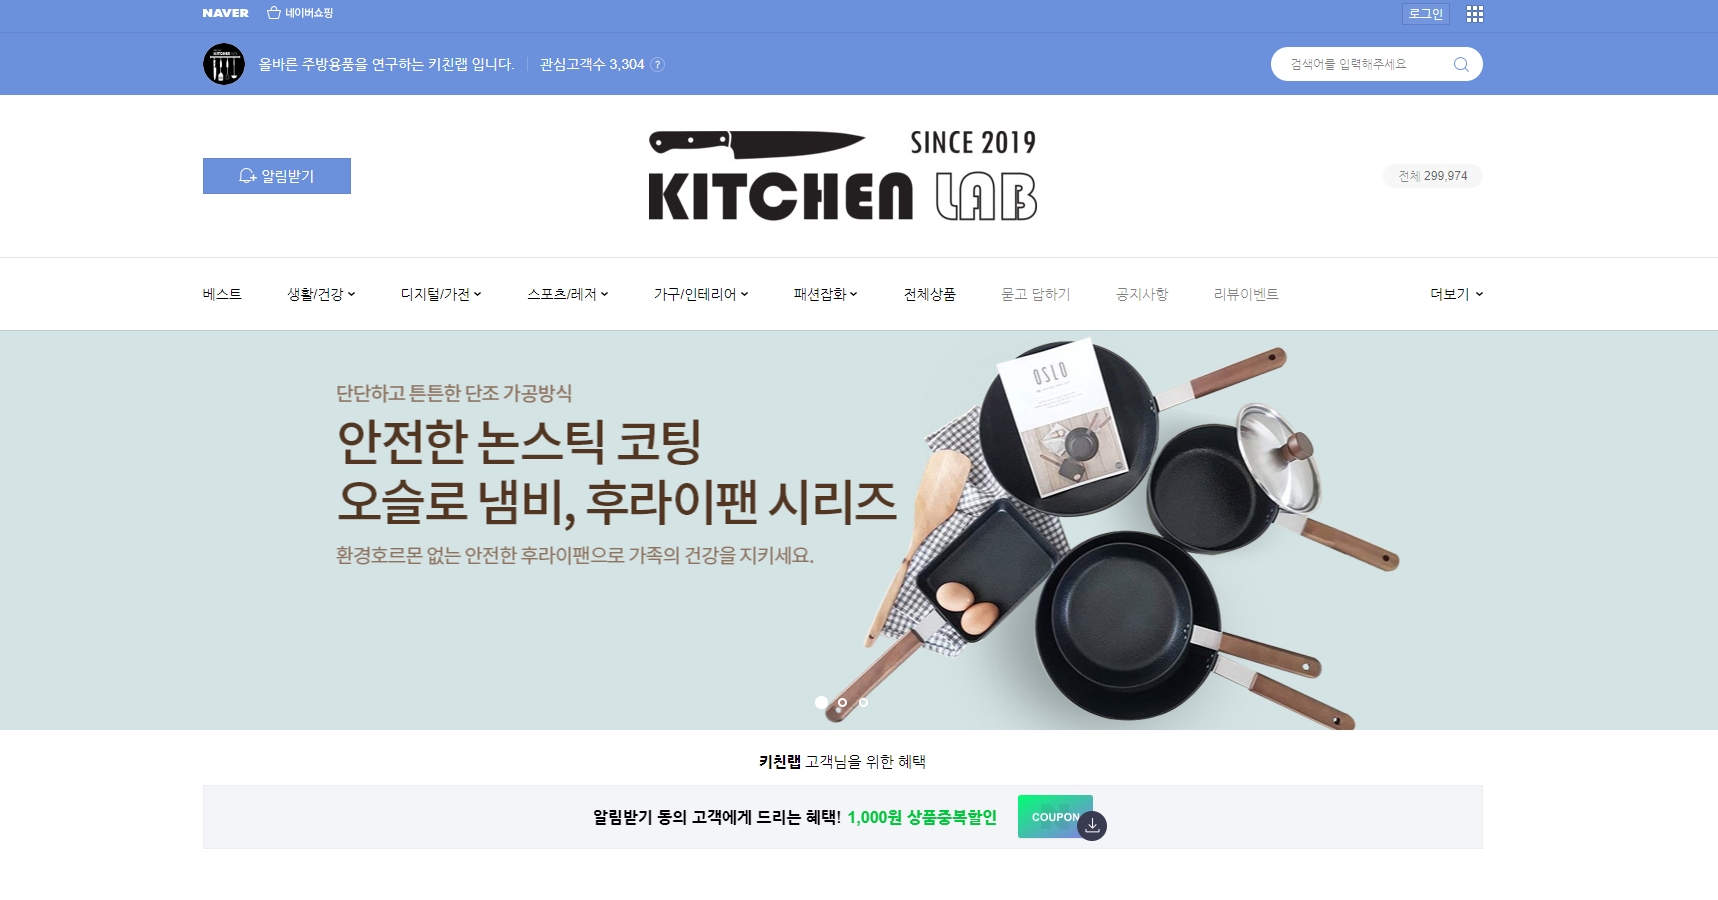 NAVER 네이버쇼핑 로그인
올바른 주방용품을 연구하는 키친랩 입니다. 관심고객수 3,304 ? 검색어를 입력해주세요
알림받기
SINCE 2019
KITCHEN LAB
전체 299,974
베스트 생활/건강 디지털/가전 스포츠/레저 가구/인테리어 패션잡화 전체상품 묻고 답하기 공지사항 리뷰이벤트 더보기
단단하고 튼튼한 단조 가공방식
안전한 논스틱 코팅
오슬로 냄비, 후라이팬 시리즈
환경호르몬 없는 안전한 후라이팬으로 가족의 건강을 지키세요.
OSLO
키친랩 고객님을 위한 혜택
알림받기 동의 고객에게 드리는 혜택! 1,000원 상품중복할인 COUPON